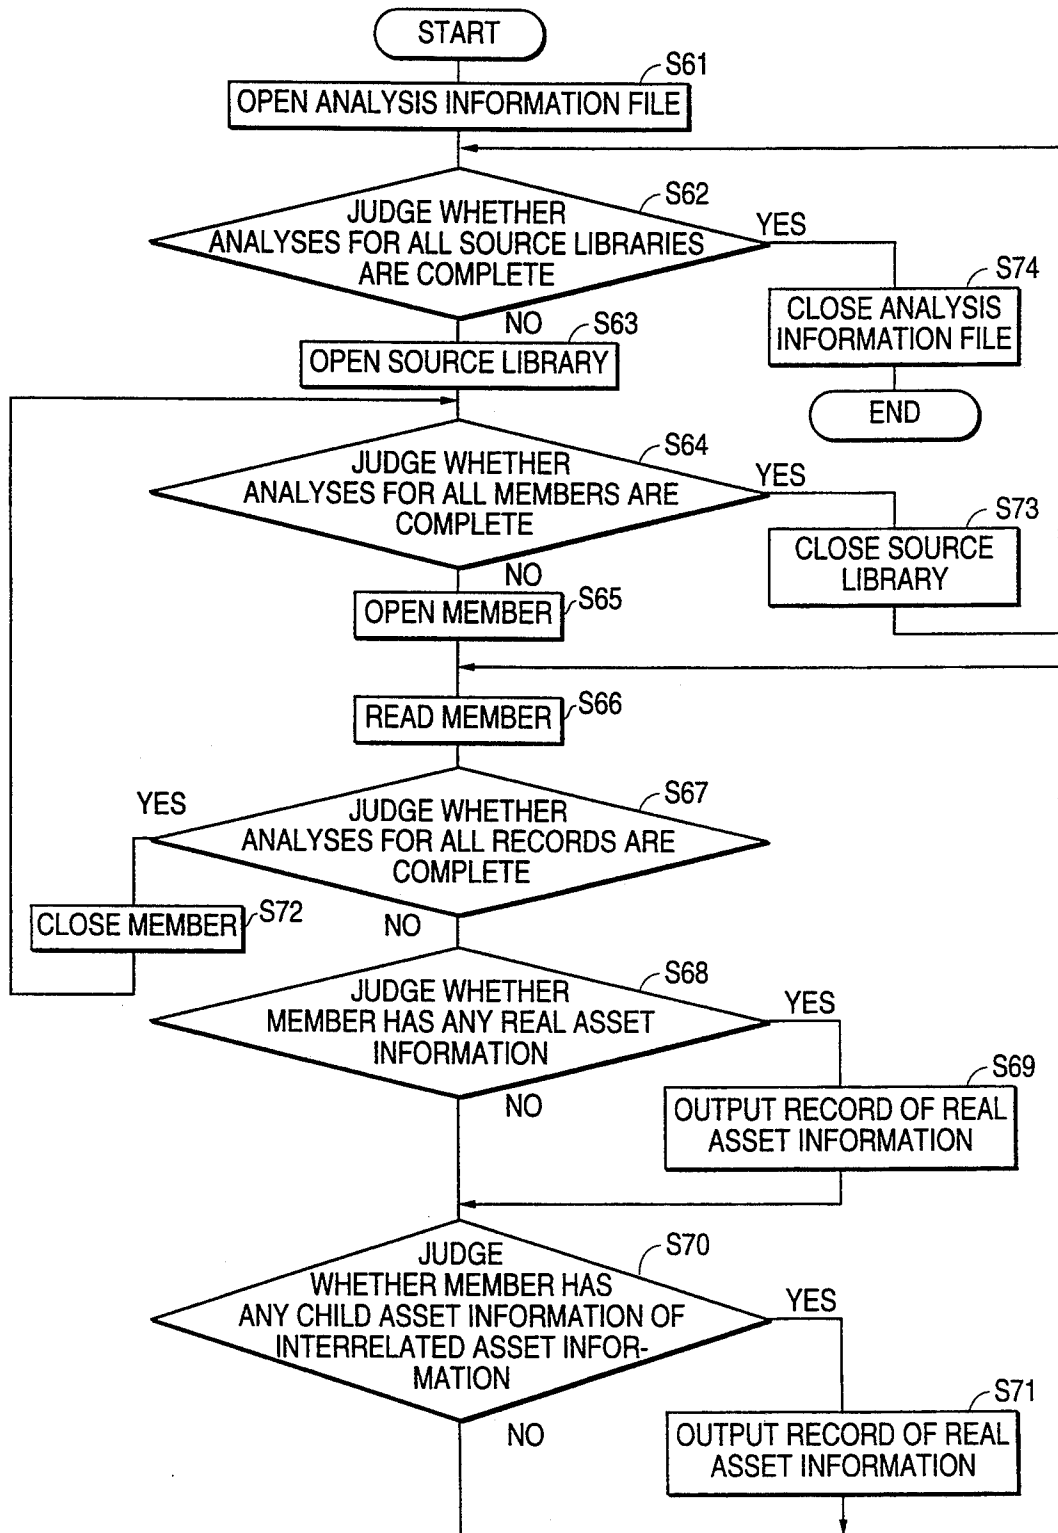 START
S61
OPEN ANALYSIS INFORMATION FILE
S62
JUDGE WHETHER
ANALYSES FOR ALL SOURCE LIBRARIES
ARE COMPLETE
YES
S74
CLOSE ANALYSIS
INFORMATION FILE
END
NO
S63
OPEN SOURCE LIBRARY
S64
JUDGE WHETHER
ANALYSES FOR ALL MEMBERS ARE
COMPLETE
YES
S73
CLOSE SOURCE
LIBRARY
NO
S65
OPEN MEMBER
S66
READ MEMBER
S67
JUDGE WHETHER
ANALYSES FOR ALL RECORDS ARE
COMPLETE
YES
S72
CLOSE MEMBER
NO
S68
JUDGE WHETHER
MEMBER HAS ANY REAL ASSET
INFORMATION
YES
S69
OUTPUT RECORD OF REAL
ASSET INFORMATION
NO
S70
JUDGE
WHETHER MEMBER HAS
ANY CHILD ASSET INFORMATION OF
INTERRELATED ASSET INFOR-
MATION
YES
S71
OUTPUT RECORD OF REAL
ASSET INFORMATION
NO